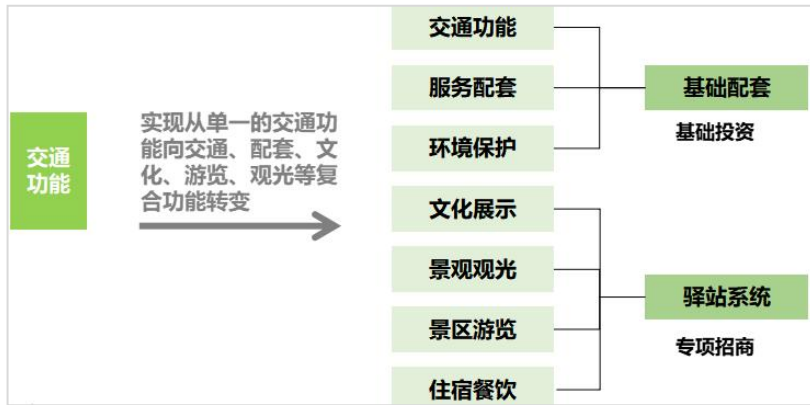 交通
功能
实现从单一的交通功
能向交通、配套、文
化、游览、观光等复
合功能转变
交通功能
服务配套
环境保护
文化展示
景观观光
景区游览
住宿餐饮
基础配套
基础投资
驿站系统
专项招商